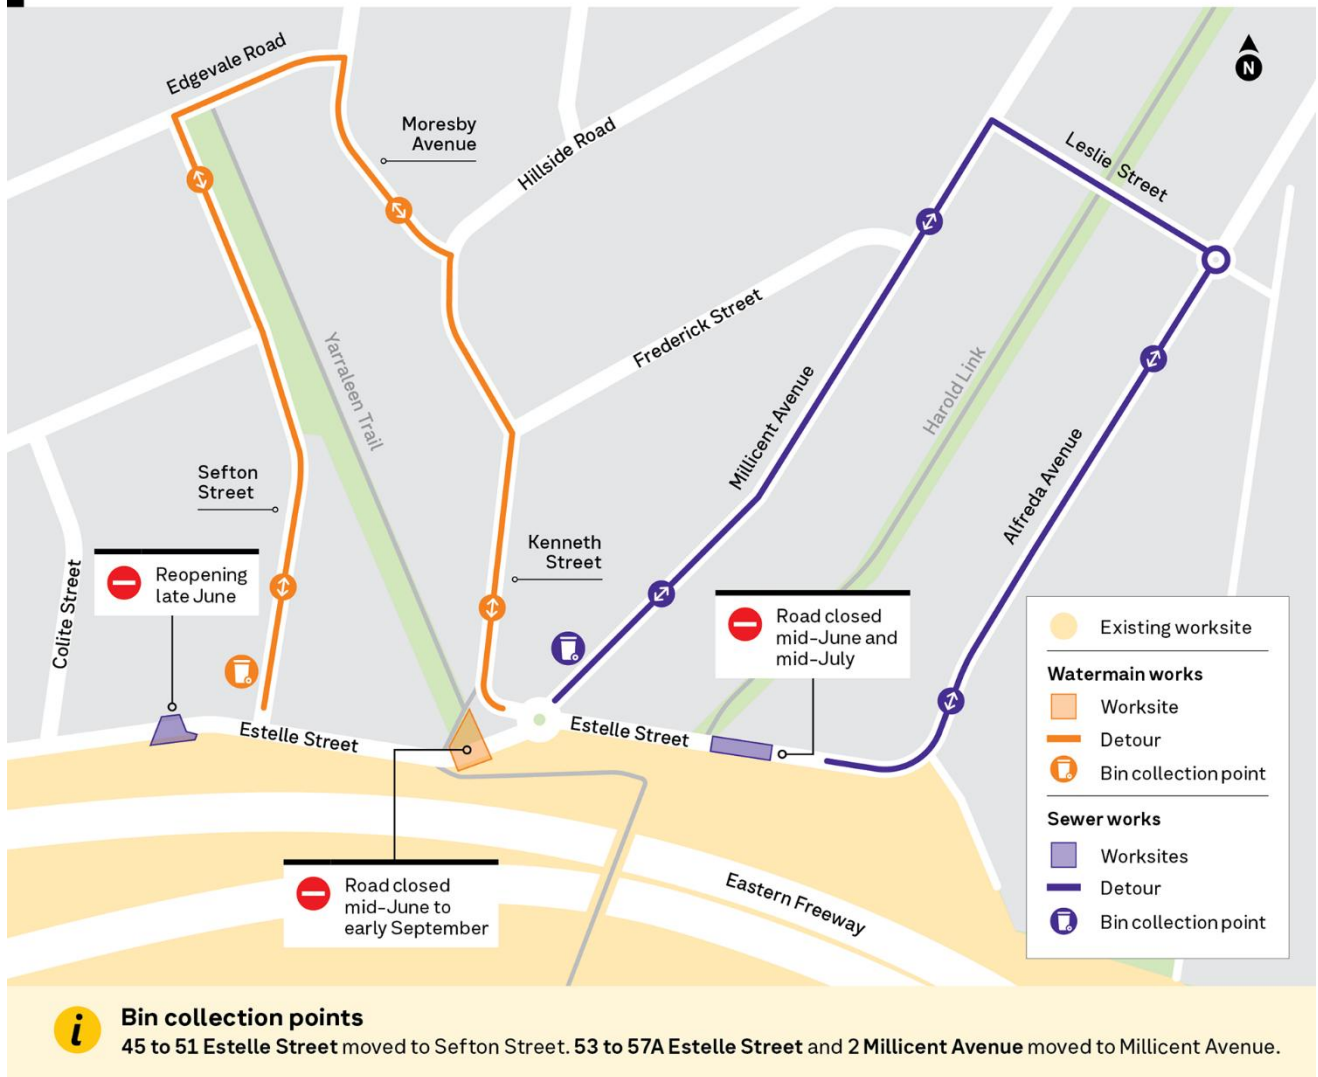 N
Edgevale Road
Moresby
Avenue
Hillside Road
Leslie Street
Frederick Street
Yarraleen Trail
Millicent Avenue
Harold Link
Alfreda Avenue
Sefton
Street
Kenneth
Street
Colite Street
Reopening
late June
Road closed
mid-June and
mid-July
Estelle Street
Estelle Street
Road closed
mid-June to
early September
Eastern Freeway
Existing worksite
Watermain works
Worksite
Detour
Bin collection point
Sewer works
Worksites
Detour
Bin collection point
i
Bin collection points
45 to 51 Estelle Street moved to Sefton Street. 53 to 57A Estelle Street and 2 Millicent Avenue moved to Millicent Avenue.